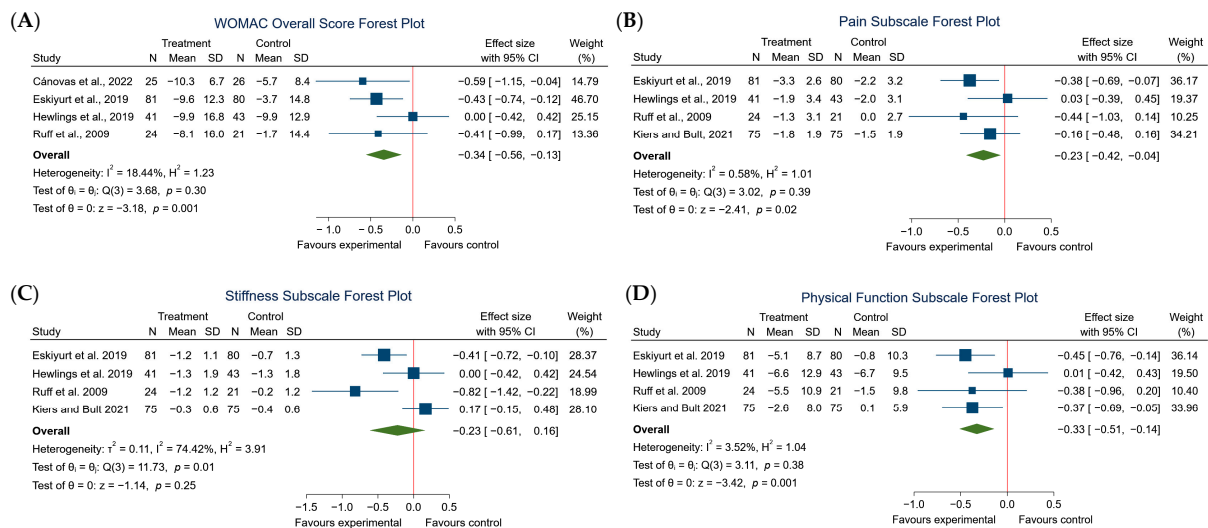 (A)
WOMAC Overall Score Forest Plot
Treatment Control Effect size Weight
Study N Mean SD N Mean SD with 95% CI (%)
Cánovas et al., 2022 25 −10.3 6.7 26 −5.7 8.4 −0.59 [ −1.15, −0.04] 14.79
Eskiyurt et al., 2019 81 −9.6 12.3 80 −3.7 14.8 −0.43 [ −0.74, −0.12] 46.70
Hewlings et al., 2019 41 −9.9 16.8 43 −9.9 12.9 0.00 [ −0.42, 0.42] 25.15
Ruff et al., 2009 24 −8.1 16.0 21 −1.7 14.4 −0.41 [ −0.99, 0.17] 13.36
Overall −0.34 [ −0.56, −0.13]
Heterogeneity: I² = 18.44%, H² = 1.23
Test of θᵢ = θⱼ: Q(3) = 3.68, p = 0.30
Test of θ = 0: z = −3.18, p = 0.001
−1.0 −0.5 0.0 0.5
Favours experimental Favours control
(B)
Pain Subscale Forest Plot
Treatment Control Effect size Weight
Study N Mean SD N Mean SD with 95% CI (%)
Eskiyurt et al., 2019 81 −3.3 2.6 80 −2.2 3.2 −0.38 [ −0.69, −0.07] 36.17
Hewlings et al., 2019 41 −1.9 3.4 43 −2.0 3.1 0.03 [ −0.39, 0.45] 19.37
Ruff et al., 2009 24 −1.3 3.1 21 0.0 2.7 −0.44 [ −1.03, 0.14] 10.25
Kiers and Bult, 2021 75 −1.8 1.9 75 −1.5 1.9 −0.16 [ −0.48, 0.16] 34.21
Overall −0.23 [ −0.42, −0.04]
Heterogeneity: I² = 0.58%, H² = 1.01
Test of θᵢ = θⱼ: Q(3) = 3.02, p = 0.39
Test of θ = 0: z = −2.41, p = 0.02
−1.0 −0.5 0.0 0.5
Favours experimental Favours control
(C)
Stiffness Subscale Forest Plot
Treatment Control Effect size Weight
Study N Mean SD N Mean SD with 95% CI (%)
Eskiyurt et al. 2019 81 −1.2 1.1 80 −0.7 1.3 −0.41 [ −0.72, −0.10] 28.37
Hewlings et al. 2019 41 −1.3 1.9 43 −1.3 1.8 0.00 [ −0.42, 0.42] 24.54
Ruff et al. 2009 24 −1.2 1.2 21 −0.2 1.2 −0.82 [ −1.42, −0.22] 18.99
Kiers and Bult 2021 75 −0.3 0.6 75 −0.4 0.6 0.17 [ −0.15, 0.48] 28.10
Overall −0.23 [ −0.61, 0.16]
Heterogeneity: τ² = 0.11, I² = 74.42%, H² = 3.91
Test of θᵢ = θⱼ: Q(3) = 11.73, p = 0.01
Test of θ = 0: z = −1.14, p = 0.25
−1.5 −1.0 −0.5 0.0 0.5
Favours experimental Favours control
(D)
Physical Function Subscale Forest Plot
Treatment Control Effect size Weight
Study N Mean SD N Mean SD with 95% CI (%)
Eskiyurt et al. 2019 81 −5.1 8.7 80 −0.8 10.3 −0.45 [ −0.76, −0.14] 36.14
Hewlings et al. 2019 41 −6.6 12.9 43 −6.7 9.5 0.01 [ −0.42, 0.43] 19.50
Ruff et al. 2009 24 −5.5 10.9 21 −1.5 9.8 −0.38 [ −0.96, 0.20] 10.40
Kiers and Bult 2021 75 −2.6 8.0 75 0.1 5.9 −0.37 [ −0.69, −0.05] 33.96
Overall −0.33 [ −0.51, −0.14]
Heterogeneity: I² = 3.52%, H² = 1.04
Test of θᵢ = θⱼ: Q(3) = 3.11, p = 0.38
Test of θ = 0: z = −3.42, p = 0.001
−1.0 −0.5 0.0 0.5
Favours experimental Favours control